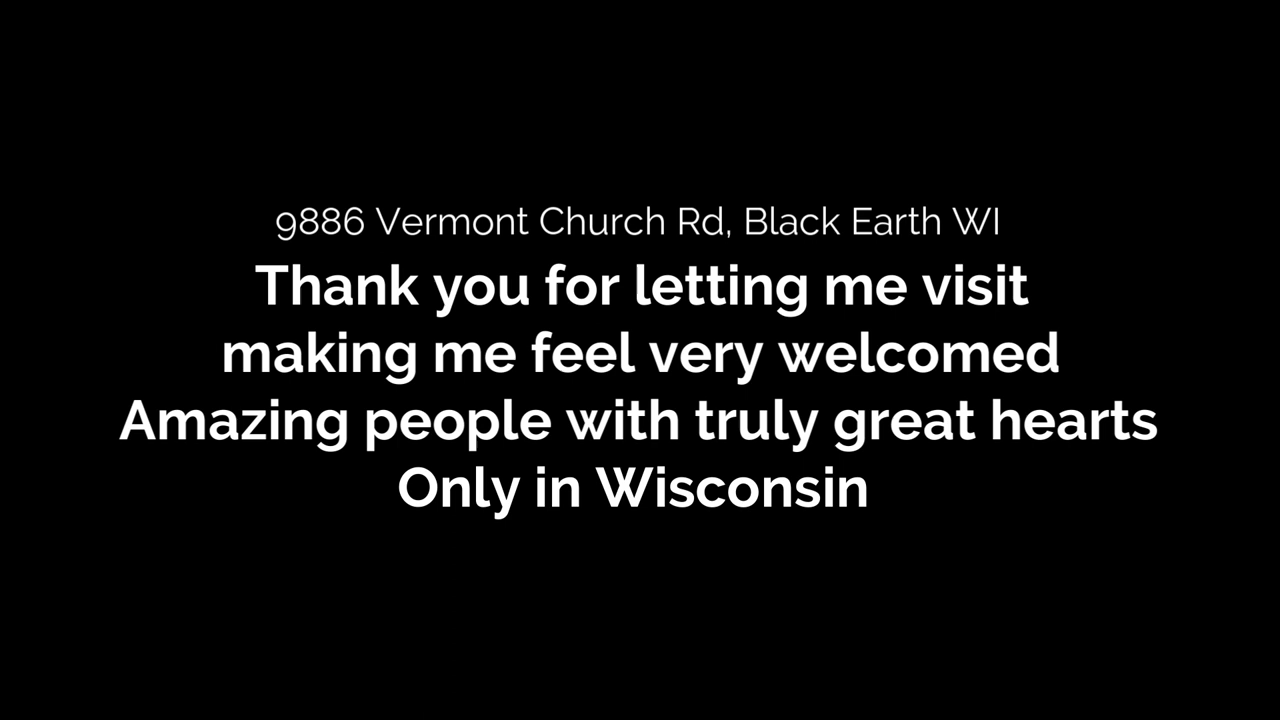 9886 Vermont Church Rd, Black Earth WI
Thank you for letting me visit
making me feel very welcomed
Amazing people with truly great hearts
Only in Wisconsin